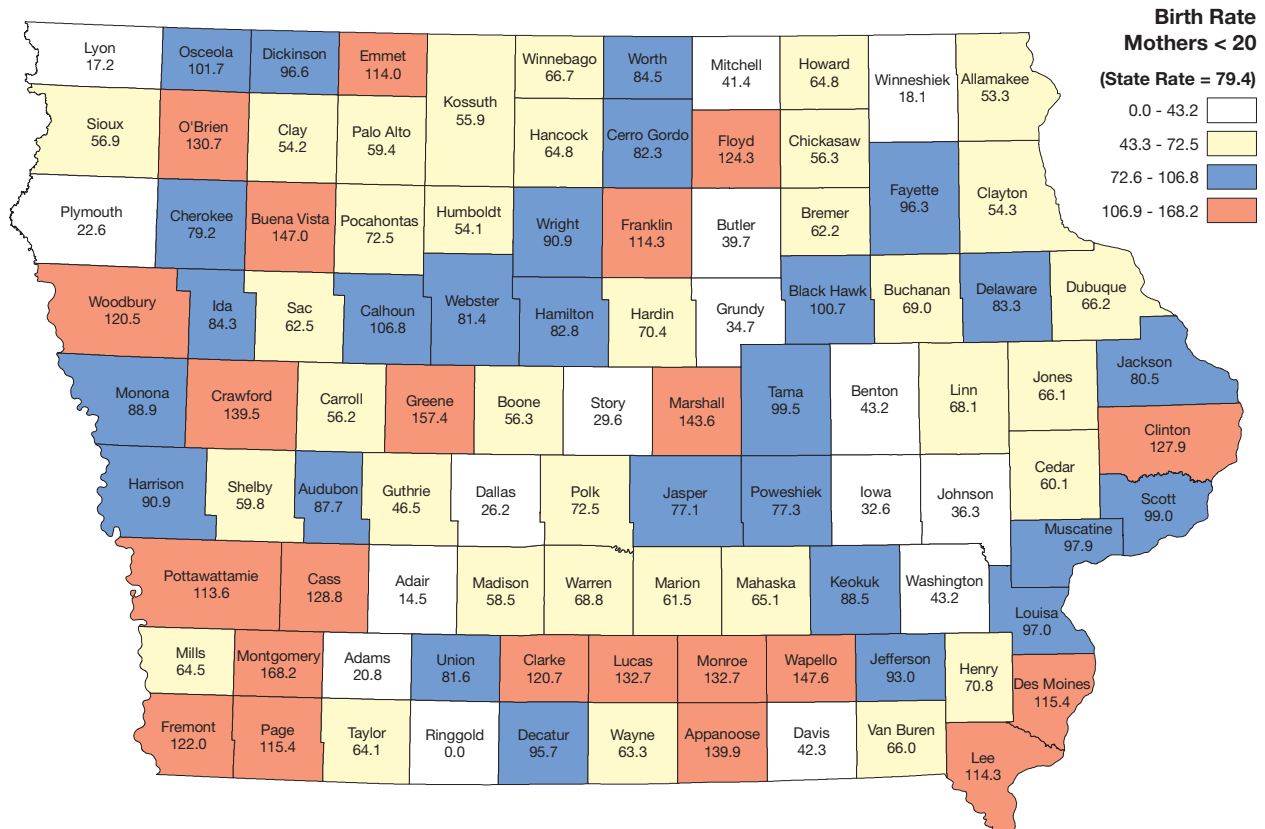 Birth Rate
Mothers < 20
(State Rate = 79.4)
0.0 - 43.2
43.3 - 72.5
72.6 - 106.8
106.9 - 168.2
Lyon
17.2
Osceola
101.7
Dickinson
96.6
Emmet
114.0
Kossuth
55.9
Winnebago
66.7
Worth
84.5
Mitchell
41.4
Howard
64.8
Winneshiek
18.1
Allamakee
53.3
Sioux
56.9
O'Brien
130.7
Clay
54.2
Palo Alto
59.4
Hancock
64.8
Cerro Gordo
82.3
Floyd
124.3
Chickasaw
56.3
Fayette
96.3
Clayton
54.3
Plymouth
22.6
Cherokee
79.2
Buena Vista
147.0
Pocahontas
72.5
Humboldt
54.1
Wright
90.9
Franklin
114.3
Butler
39.7
Bremer
62.2
Woodbury
120.5
Ida
84.3
Sac
62.5
Calhoun
106.8
Webster
81.4
Hamilton
82.8
Hardin
70.4
Grundy
34.7
Black Hawk
100.7
Buchanan
69.0
Delaware
83.3
Dubuque
66.2
Monona
88.9
Crawford
139.5
Carroll
56.2
Greene
157.4
Boone
56.3
Story
29.6
Marshall
143.6
Tama
99.5
Benton
43.2
Linn
68.1
Jones
66.1
Jackson
80.5
Clinton
127.9
Harrison
90.9
Shelby
59.8
Audubon
87.7
Guthrie
46.5
Dallas
26.2
Polk
72.5
Jasper
77.1
Poweshiek
77.3
Iowa
32.6
Johnson
36.3
Cedar
60.1
Scott
99.0
Muscatine
97.9
Pottawattamie
113.6
Cass
128.8
Adair
14.5
Madison
58.5
Warren
68.8
Marion
61.5
Mahaska
65.1
Keokuk
88.5
Washington
43.2
Louisa
97.0
Mills
64.5
Montgomery
168.2
Adams
20.8
Union
81.6
Clarke
120.7
Lucas
132.7
Monroe
132.7
Wapello
147.6
Jefferson
93.0
Henry
70.8
Des Moines
115.4
Fremont
122.0
Page
115.4
Taylor
64.1
Ringgold
0.0
Decatur
95.7
Wayne
63.3
Appanoose
139.9
Davis
42.3
Van Buren
66.0
Lee
114.3